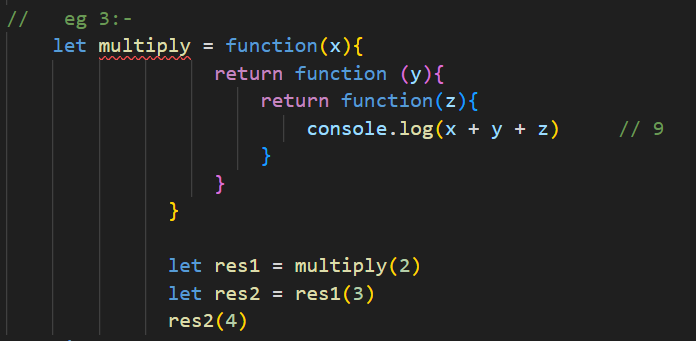 //   eg 3:-
    let multiply = function(x){
                  return function (y){
                      return function(z){
                          console.log(x + y + z)     // 9
                      }
                  }
              }
              let res1 = multiply(2)
              let res2 = res1(3)
              res2(4)